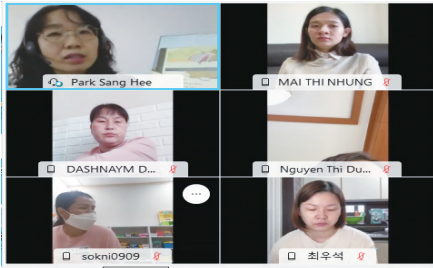 Park Sang Hee
MAI THI NHUNG
DASHNAYM D...
Nguyen Thi Du...
sokni0909
최우석